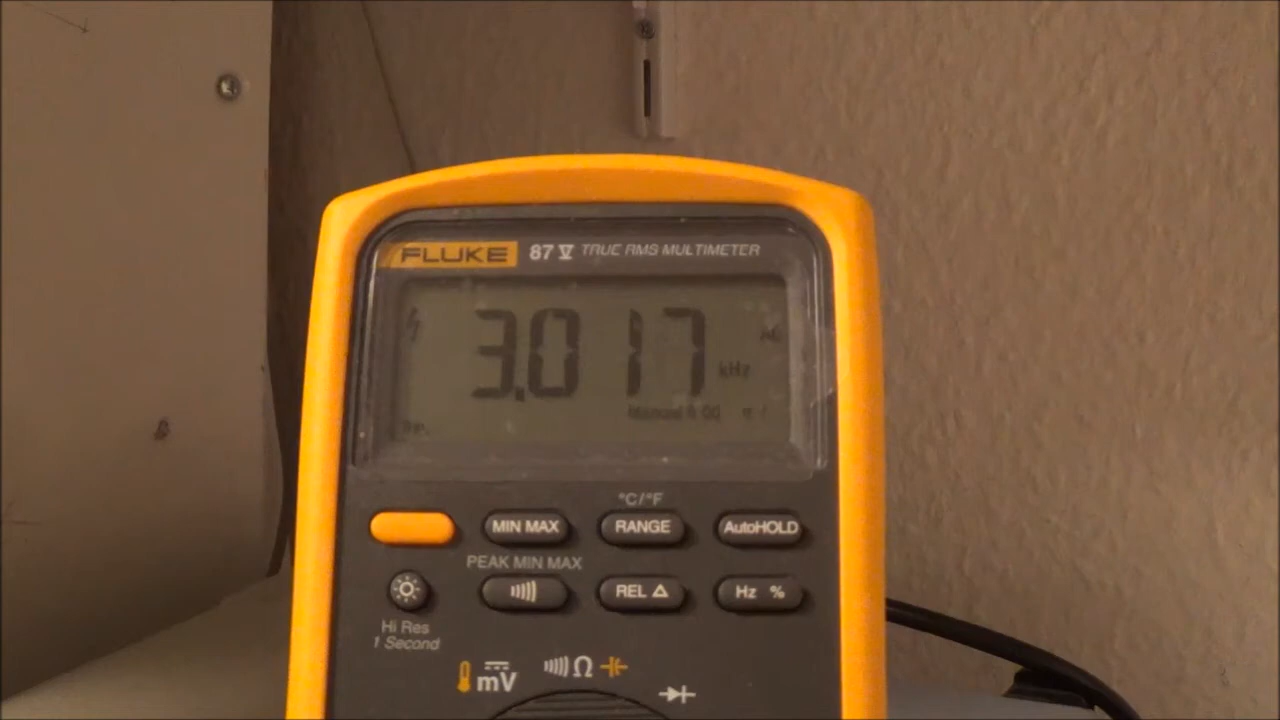 FLUKE 87 V TRUE RMS MULTIMETER
3.017
kHz
°C/°F
MIN MAX RANGE AutoHOLD
PEAK MIN MAX
REL Δ Hz %
Hi Res
1 Second
mV Ω